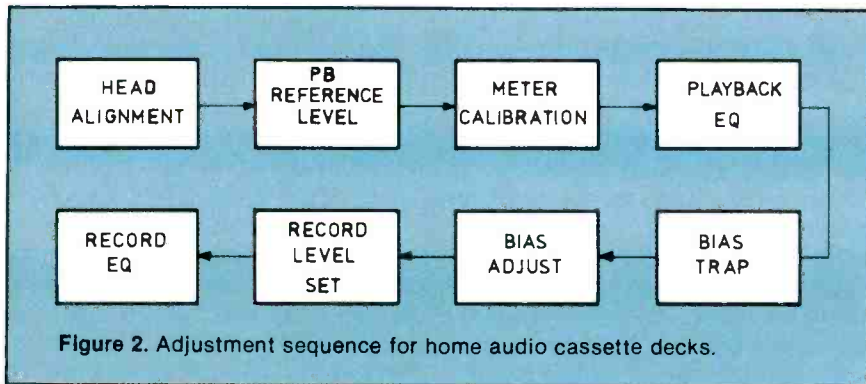 HEAD
ALIGNMENT
PB
REFERENCE
LEVEL
METER
CALIBRATION
PLAYBACK
EQ
RECORD
EQ
RECORD
LEVEL
SET
BIAS
ADJUST
BIAS
TRAP
Figure 2. Adjustment sequence for home audio cassette decks.